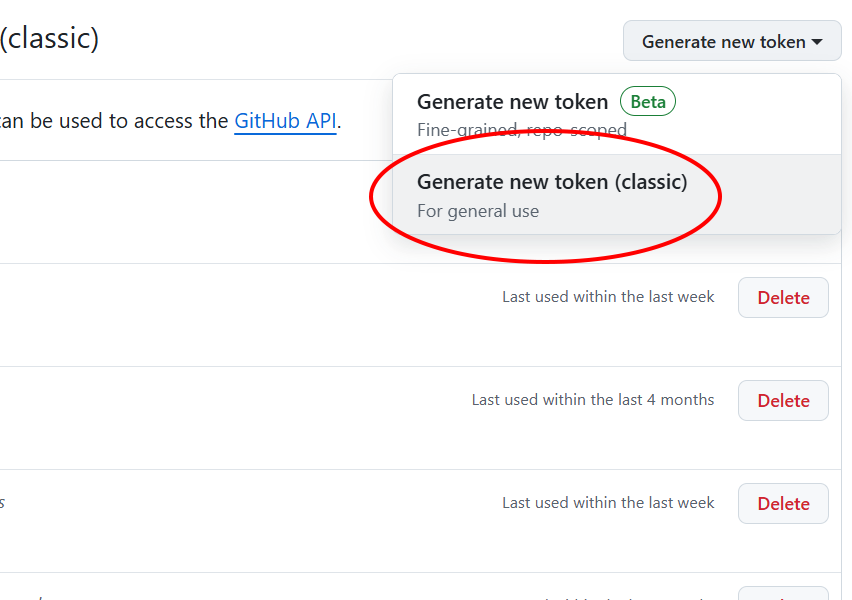 (classic)
Generate new token
Generate new token Beta
Fine-grained, repo-scoped
can be used to access the GitHub API.
Generate new token (classic)
For general use
Last used within the last week
Delete
Last used within the last 4 months
Delete
s
Last used within the last week
Delete